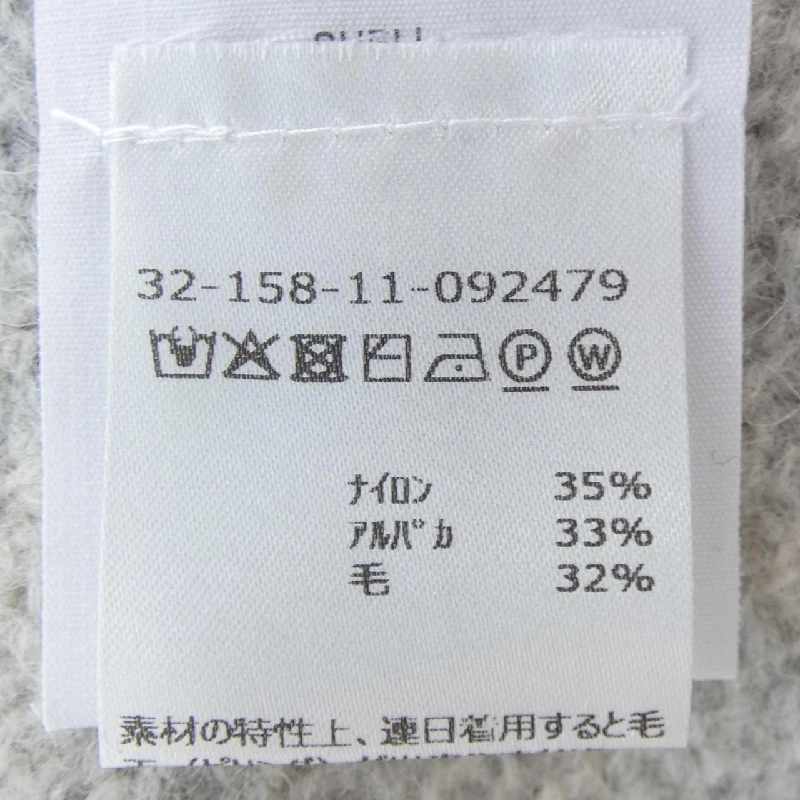 32-158-11-092479
P W
ナイロン 35%
アルパカ 33%
毛 32%
素材の特性上、連日着用すると毛